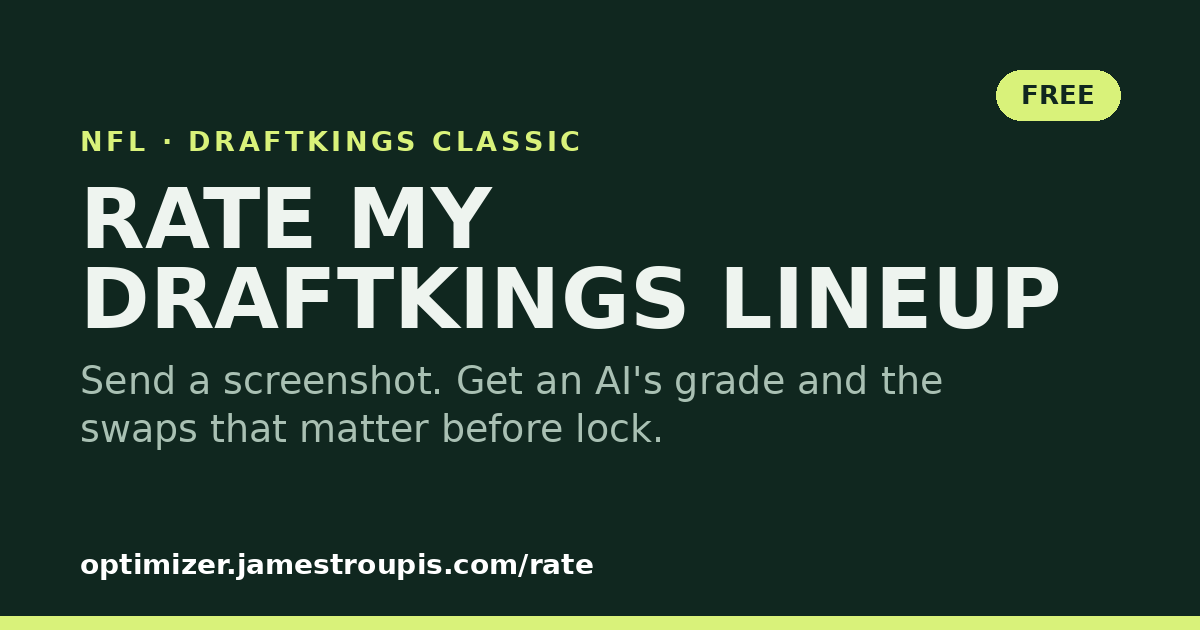 FREE
NFL · DRAFTKINGS CLASSIC
RATE MY
DRAFTKINGS LINEUP
Send a screenshot. Get an AI's grade and the
swaps that matter before lock.
optimizer.jamestroupis.com/rate